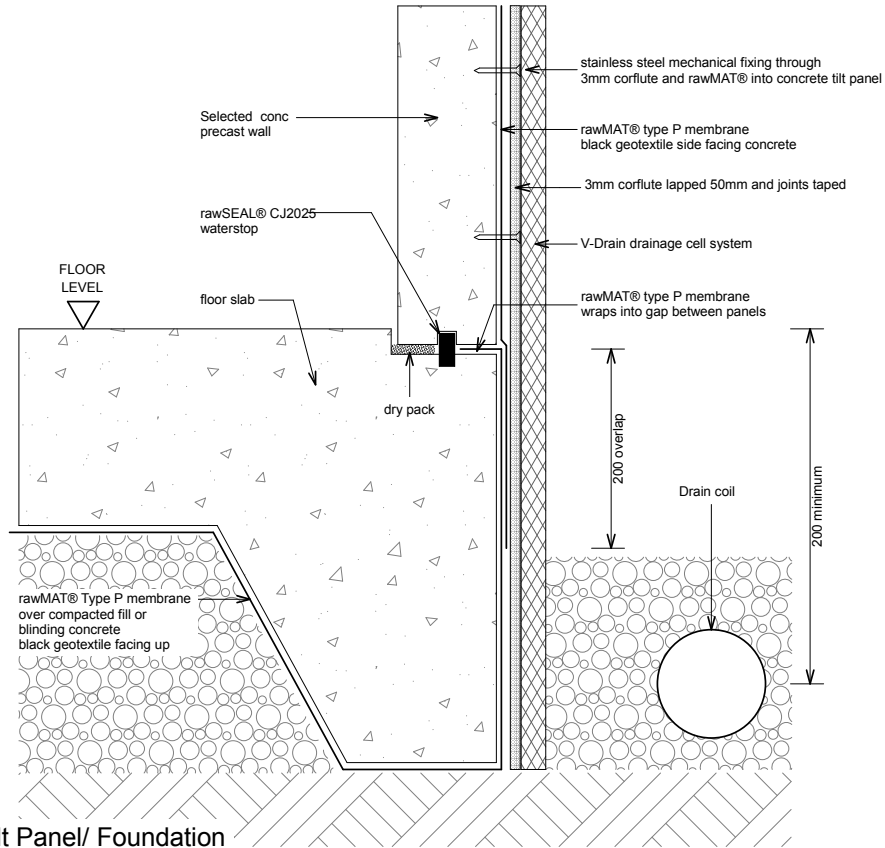 stainless steel mechanical fixing through
3mm corflute and rawMAT® into concrete tilt panel
Selected conc
precast wall
rawMAT® type P membrane
black geotextile side facing concrete
3mm corflute lapped 50mm and joints taped
rawSEAL® CJ2025
waterstop
V-Drain drainage cell system
FLOOR
LEVEL
floor slab
rawMAT® type P membrane
wraps into gap between panels
dry pack
200 overlap
Drain coil
200 minimum
rawMAT® Type P membrane
over compacted fill or
blinding concrete
black geotextile facing up
Panel/ Foundation